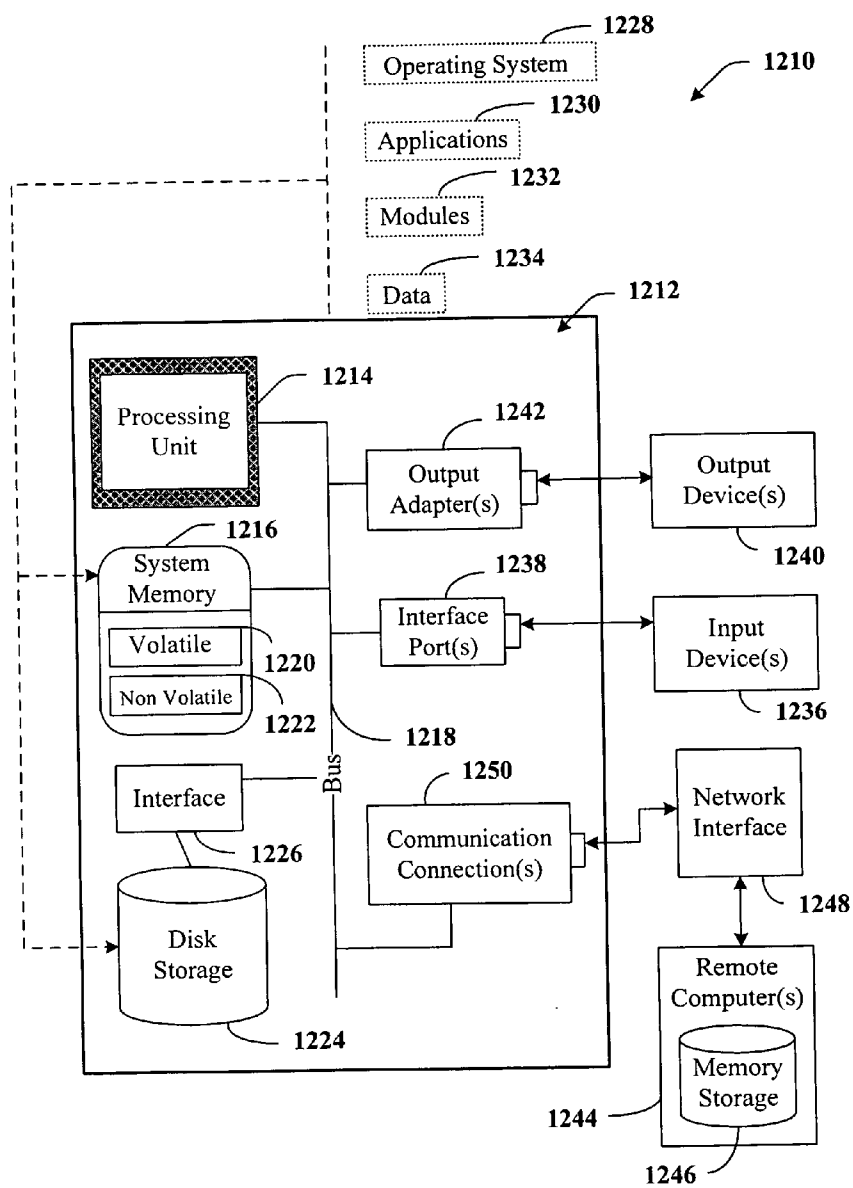 1228
Operating System
1210
1230
Applications
1232
Modules
1234
Data
1212
1214
Processing
Unit
1242
Output
Adapter(s)
Output
Device(s)
1240
1216
System
Memory
Volatile
1220
Non Volatile
1222
1238
Interface
Port(s)
Input
Device(s)
1236
1218
Bus
1250
Communication
Connection(s)
Network
Interface
1248
Interface
1226
Disk
Storage
1224
Remote
Computer(s)
Memory
Storage
1244
1246